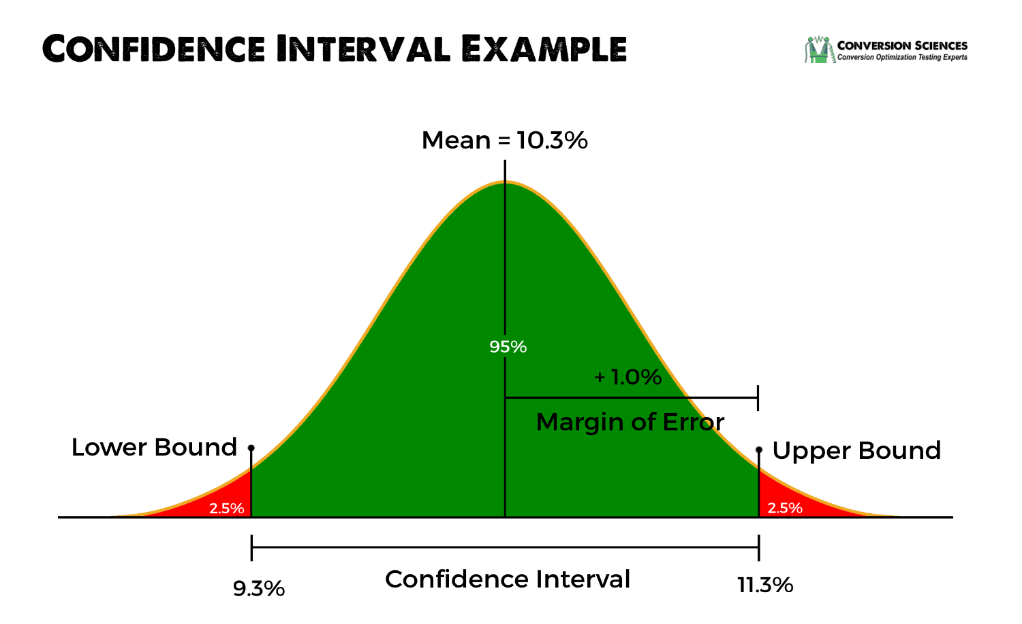 CONFIDENCE INTERVAL EXAMPLE
CONVERSION SCIENCES
Conversion Optimization Testing Experts
Mean = 10.3%
95%
+ 1.0%
Margin of Error
Lower Bound
Upper Bound
2.5%
2.5%
9.3%
Confidence Interval
11.3%